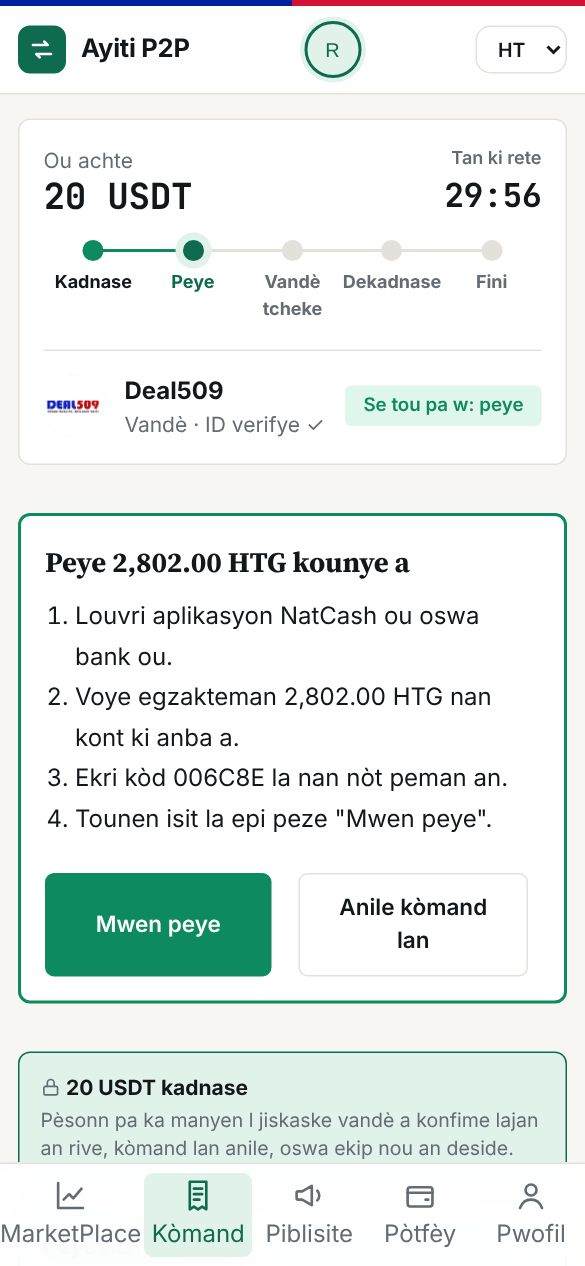 Ayiti P2P
R
HT
Ou achte
Tan ki rete
20 USDT
29:56
Kadnase
Peye
Vandè
tcheke
Dekadnase
Fini
DEAL509
Deal509
Vandè · ID verifye ✓
Se tou pa w: peye
Peye 2,802.00 HTG kounye a
1. Louvri aplikasyon NatCash ou oswa
bank ou.
2. Voye egzakteman 2,802.00 HTG nan
kont ki anba a.
3. Ekri kòd 006C8E la nan nòt peman an.
4. Tounen isit la epi peze "Mwen peye".
Mwen peye
Anile kòmand
lan
20 USDT kadnase
Pèsonn pa ka manyen l jiskaske vandè a konfime lajan
an rive, kòmand lan anile, oswa ekip nou an deside.
MarketPlace
Kòmand
Piblisite
Pòtfèy
Pwofil